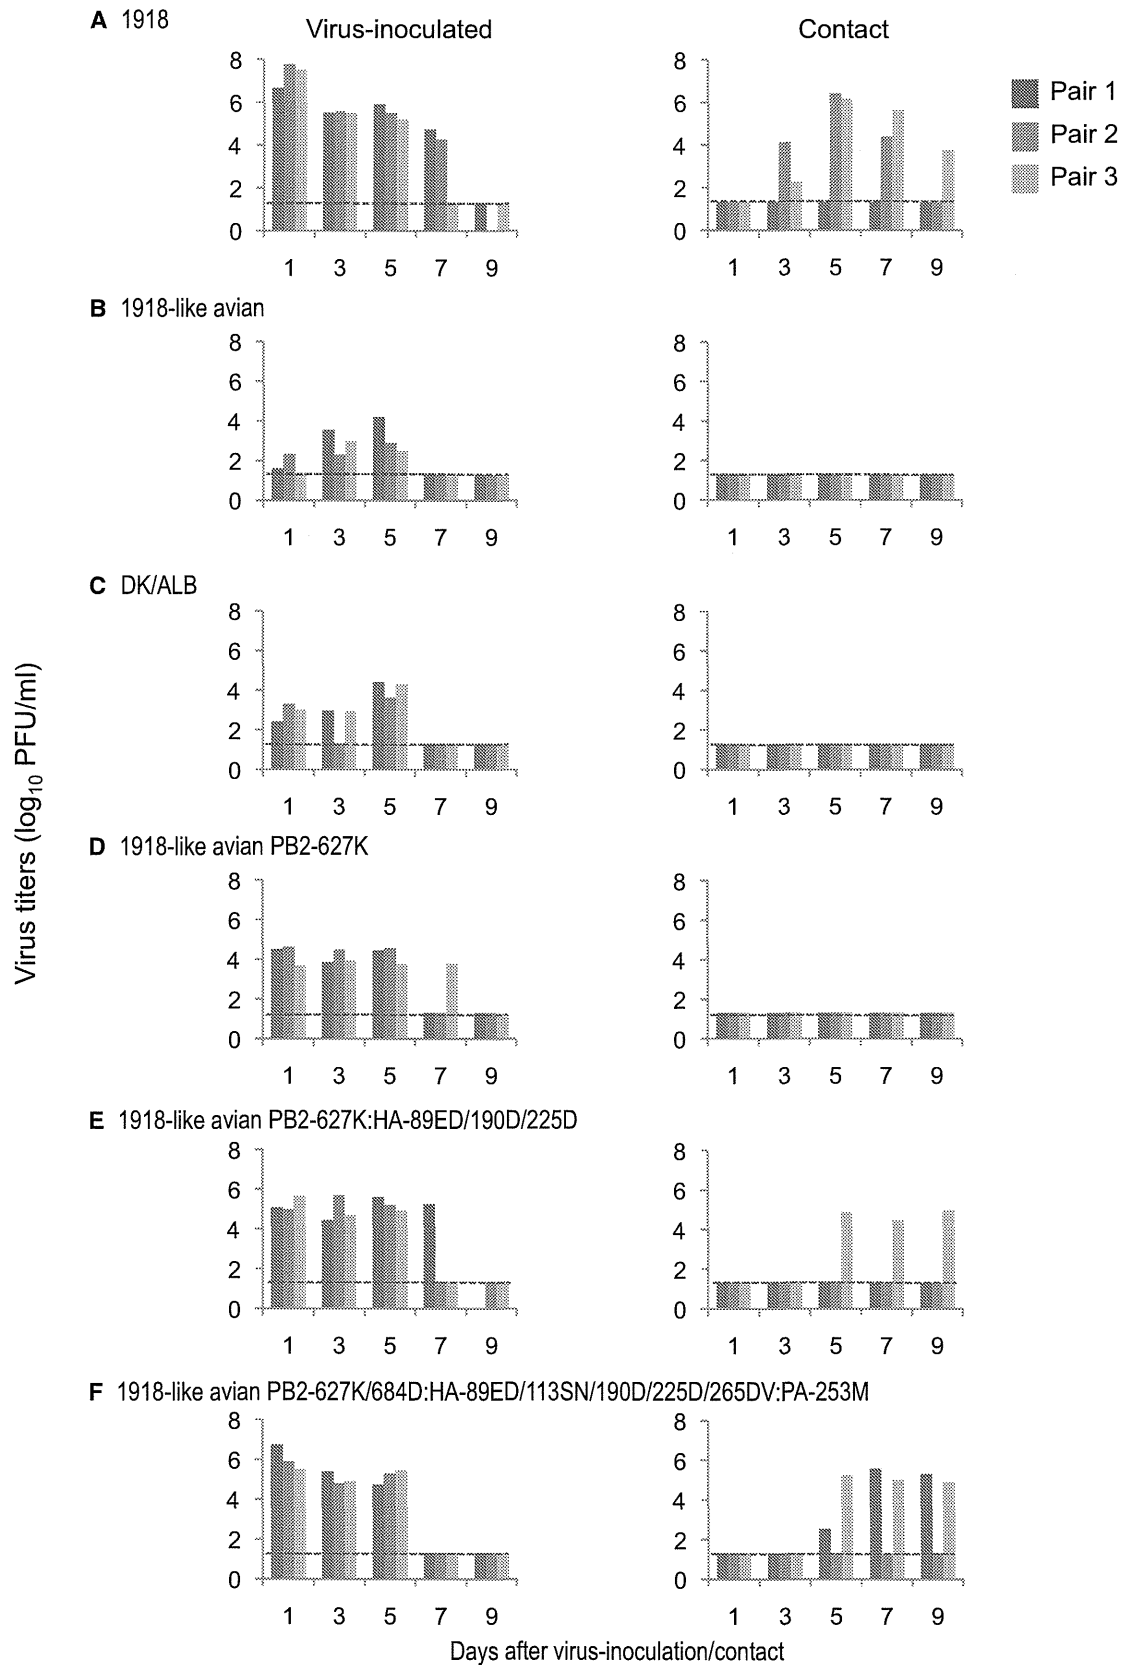 A 1918
Virus-inoculated
Contact
8
6
4
2
0
1 3 5 7 9
8
6
4
2
0
1 3 5 7 9
Pair 1
Pair 2
Pair 3
B 1918-like avian
8
6
4
2
0
1 3 5 7 9
8
6
4
2
0
1 3 5 7 9
C DK/ALB
8
6
4
2
0
1 3 5 7 9
8
6
4
2
0
1 3 5 7 9
Virus titers (log10 PFU/ml)
D 1918-like avian PB2-627K
8
6
4
2
0
1 3 5 7 9
8
6
4
2
0
1 3 5 7 9
E 1918-like avian PB2-627K:HA-89ED/190D/225D
8
6
4
2
0
1 3 5 7 9
8
6
4
2
0
1 3 5 7 9
F 1918-like avian PB2-627K/684D:HA-89ED/113SN/190D/225D/265DV:PA-253M
8
6
4
2
0
1 3 5 7 9
8
6
4
2
0
1 3 5 7 9
Days after virus-inoculation/contact